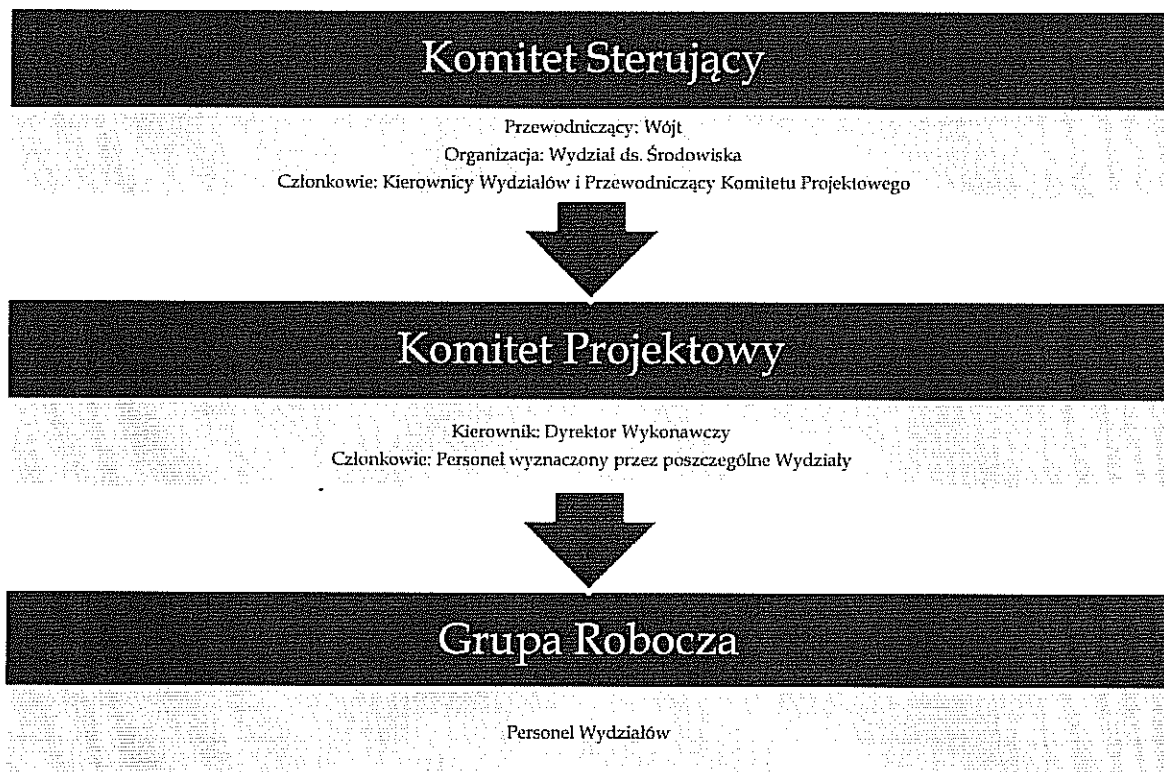 Komitet Sterujący
Przewodniczący: Wójt
Organizacja: Wydział ds. Środowiska
Członkowie: Kierownicy Wydziałów i Przewodniczący Komitetu Projektowego
Komitet Projektowy
Kierownik: Dyrektor Wykonawczy
Członkowie: Personel wyznaczony przez poszczególne Wydziały
Grupa Robocza
Personel Wydziałów